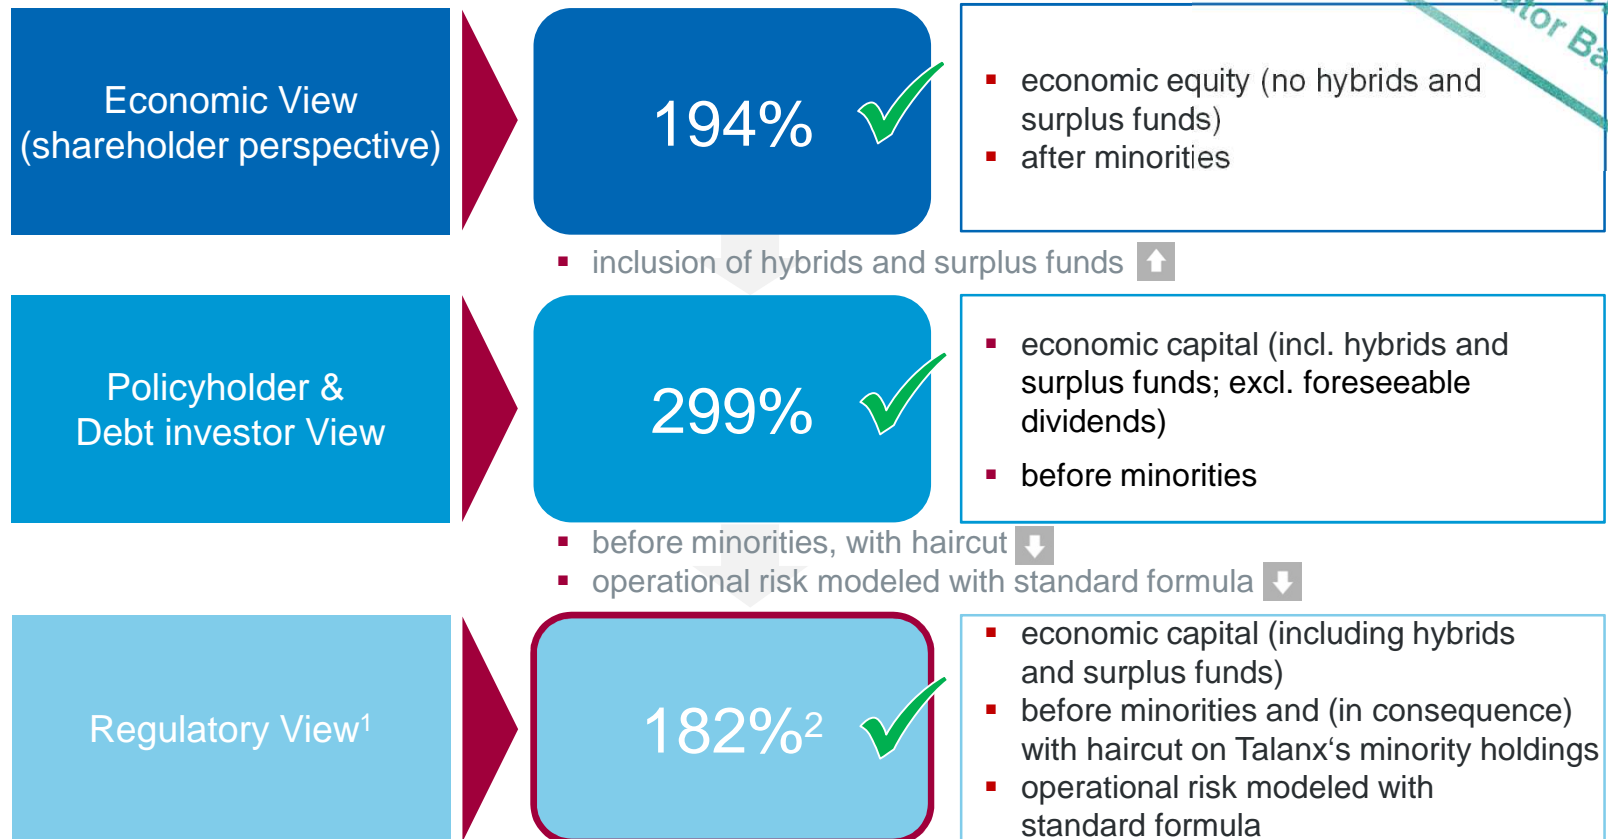 Economic View
(shareholder perspective)
194%
▪ economic equity (no hybrids and
surplus funds)
▪ after minorities
▪ inclusion of hybrids and surplus funds
Policyholder &
Debt investor View
299%
▪ economic capital (incl. hybrids and
surplus funds; excl. foreseeable
dividends)
▪ before minorities
▪ before minorities, with haircut
▪ operational risk modeled with standard formula
Regulatory View¹
182%²
▪ economic capital (including hybrids
and surplus funds)
▪ before minorities and (in consequence)
with haircut on Talanx‘s minority holdings
▪ operational risk modeled with
standard formula